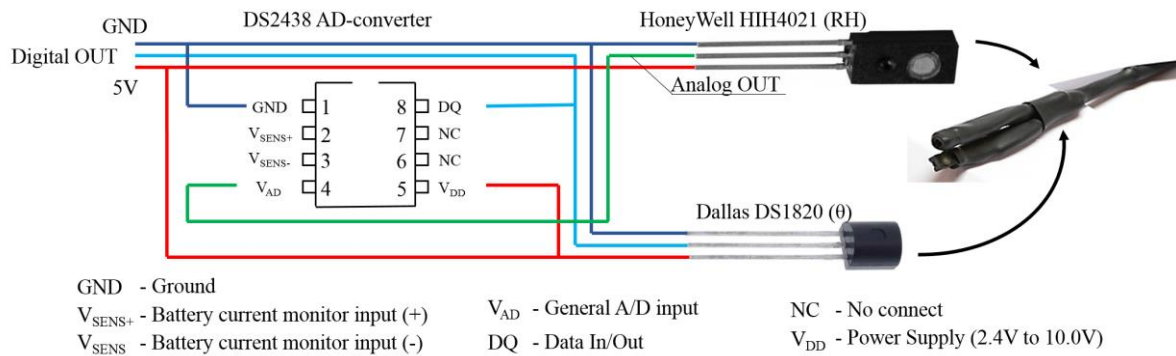 GND
DS2438 AD-converter
HoneyWell HIH4021 (RH)
Digital OUT
5V
Analog OUT
GND 1 8 DQ
VSENS+ 2 7 NC
VSENS- 3 6 NC
VAD 4 5 VDD
Dallas DS1820 (θ)
GND - Ground
VSENS+ - Battery current monitor input (+)
VSENS - Battery current monitor input (-)
VAD - General A/D input
DQ - Data In/Out
NC - No connect
VDD - Power Supply (2.4V to 10.0V)